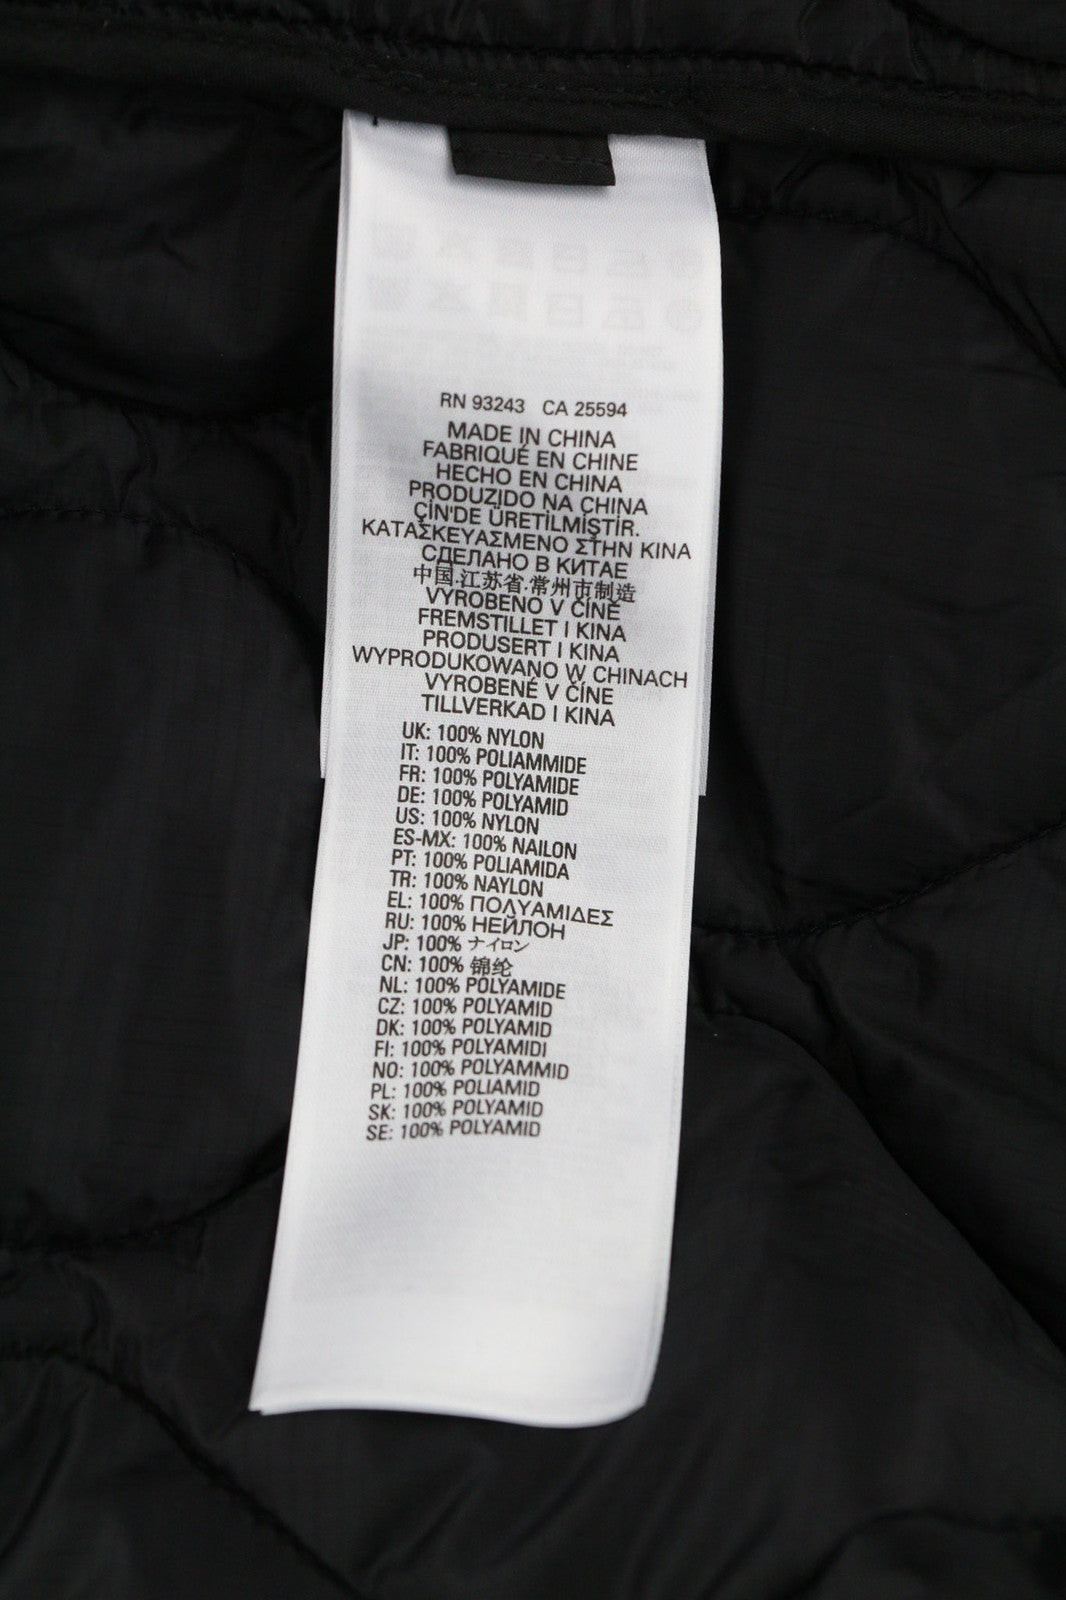 RN 93243 CA 25594
MADE IN CHINA
FABRIQUÉ EN CHINE
HECHO EN CHINA
PRODUZIDO NA CHINA
ÇİN'DE ÜRETİLMİŞTİR.
ΚΑΤΑΣΚΕΥΑΣΜΕΝΟ ΣΤΗΝ ΚΙΝΑ
СДЕЛАНО В КИТАЕ
中国.江苏省.常州市制造
VYROBENO V ČÍNĚ
FREMSTILLET I KINA
PRODUSERT I KINA
WYPRODUKOWANO W CHINACH
VYROBENÉ V ČÍNE
TILLVERKAD I KINA
UK: 100% NYLON
IT: 100% POLIAMMIDE
FR: 100% POLYAMIDE
DE: 100% POLYAMID
US: 100% NYLON
ES-MX: 100% NAILON
PT: 100% POLIAMIDA
TR: 100% NAYLON
EL: 100% ΠΟΛΥΑΜΙΔΕΣ
RU: 100% НЕЙЛОН
JP: 100% ナイロン
CN: 100% 锦纶
NL: 100% POLYAMIDE
CZ: 100% POLYAMID
DK: 100% POLYAMID
FI: 100% POLYAMIDI
NO: 100% POLYAMMID
PL: 100% POLIAMID
SK: 100% POLYAMID
SE: 100% POLYAMID